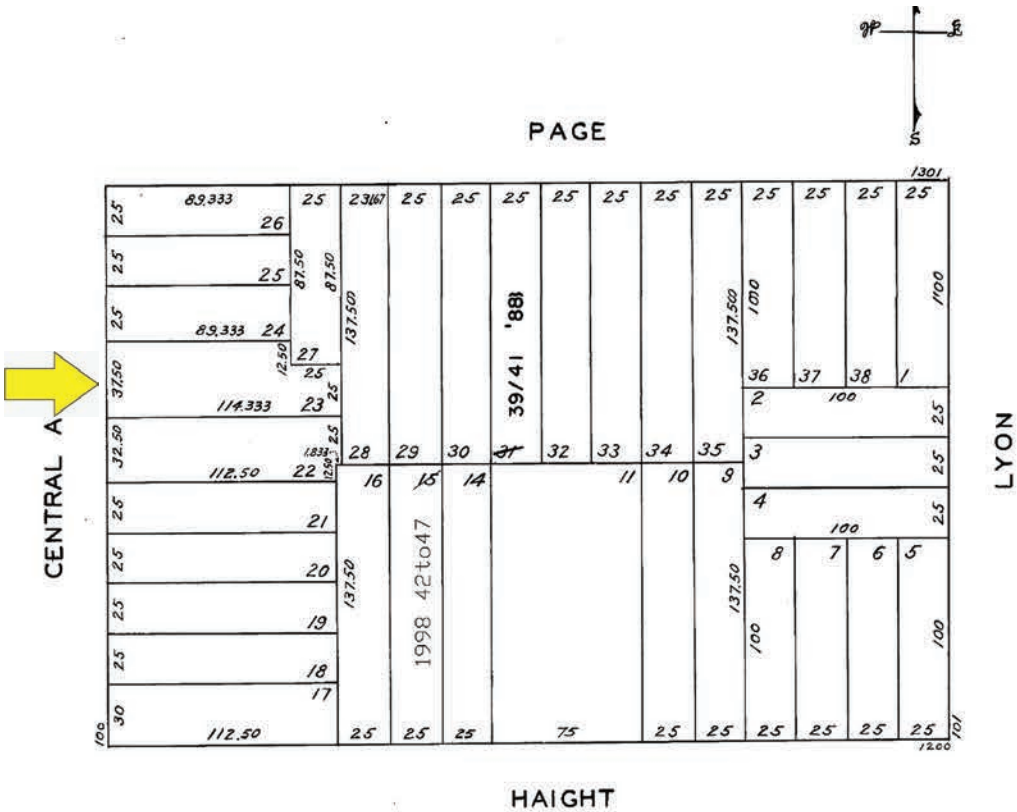 E
S
PAGE
1301
25 89.333 26 25 23.167 25 25 25 25 25 25 25 25 25 25 25
25 25 87.50 87.50 137.50 39/41 '88 137.50 100 100
25 89.333 24 12.50 27 25
37.50 114.333 23 25 36 37 38 1
2 100 25
32.50 112.50 22 1.833 25 12.50 28 29 30 31 32 33 34 35 3 25
16 15 14 11 10 9
25 21 4 100 25
25 20 137.50 1998 42to47 137.50 8 7 6 5
25 19 100 100
25 18
17
100 30 112.50 25 25 25 75 25 25 25 25 25 25 101
1200
CENTRAL A
LYON
HAIGHT